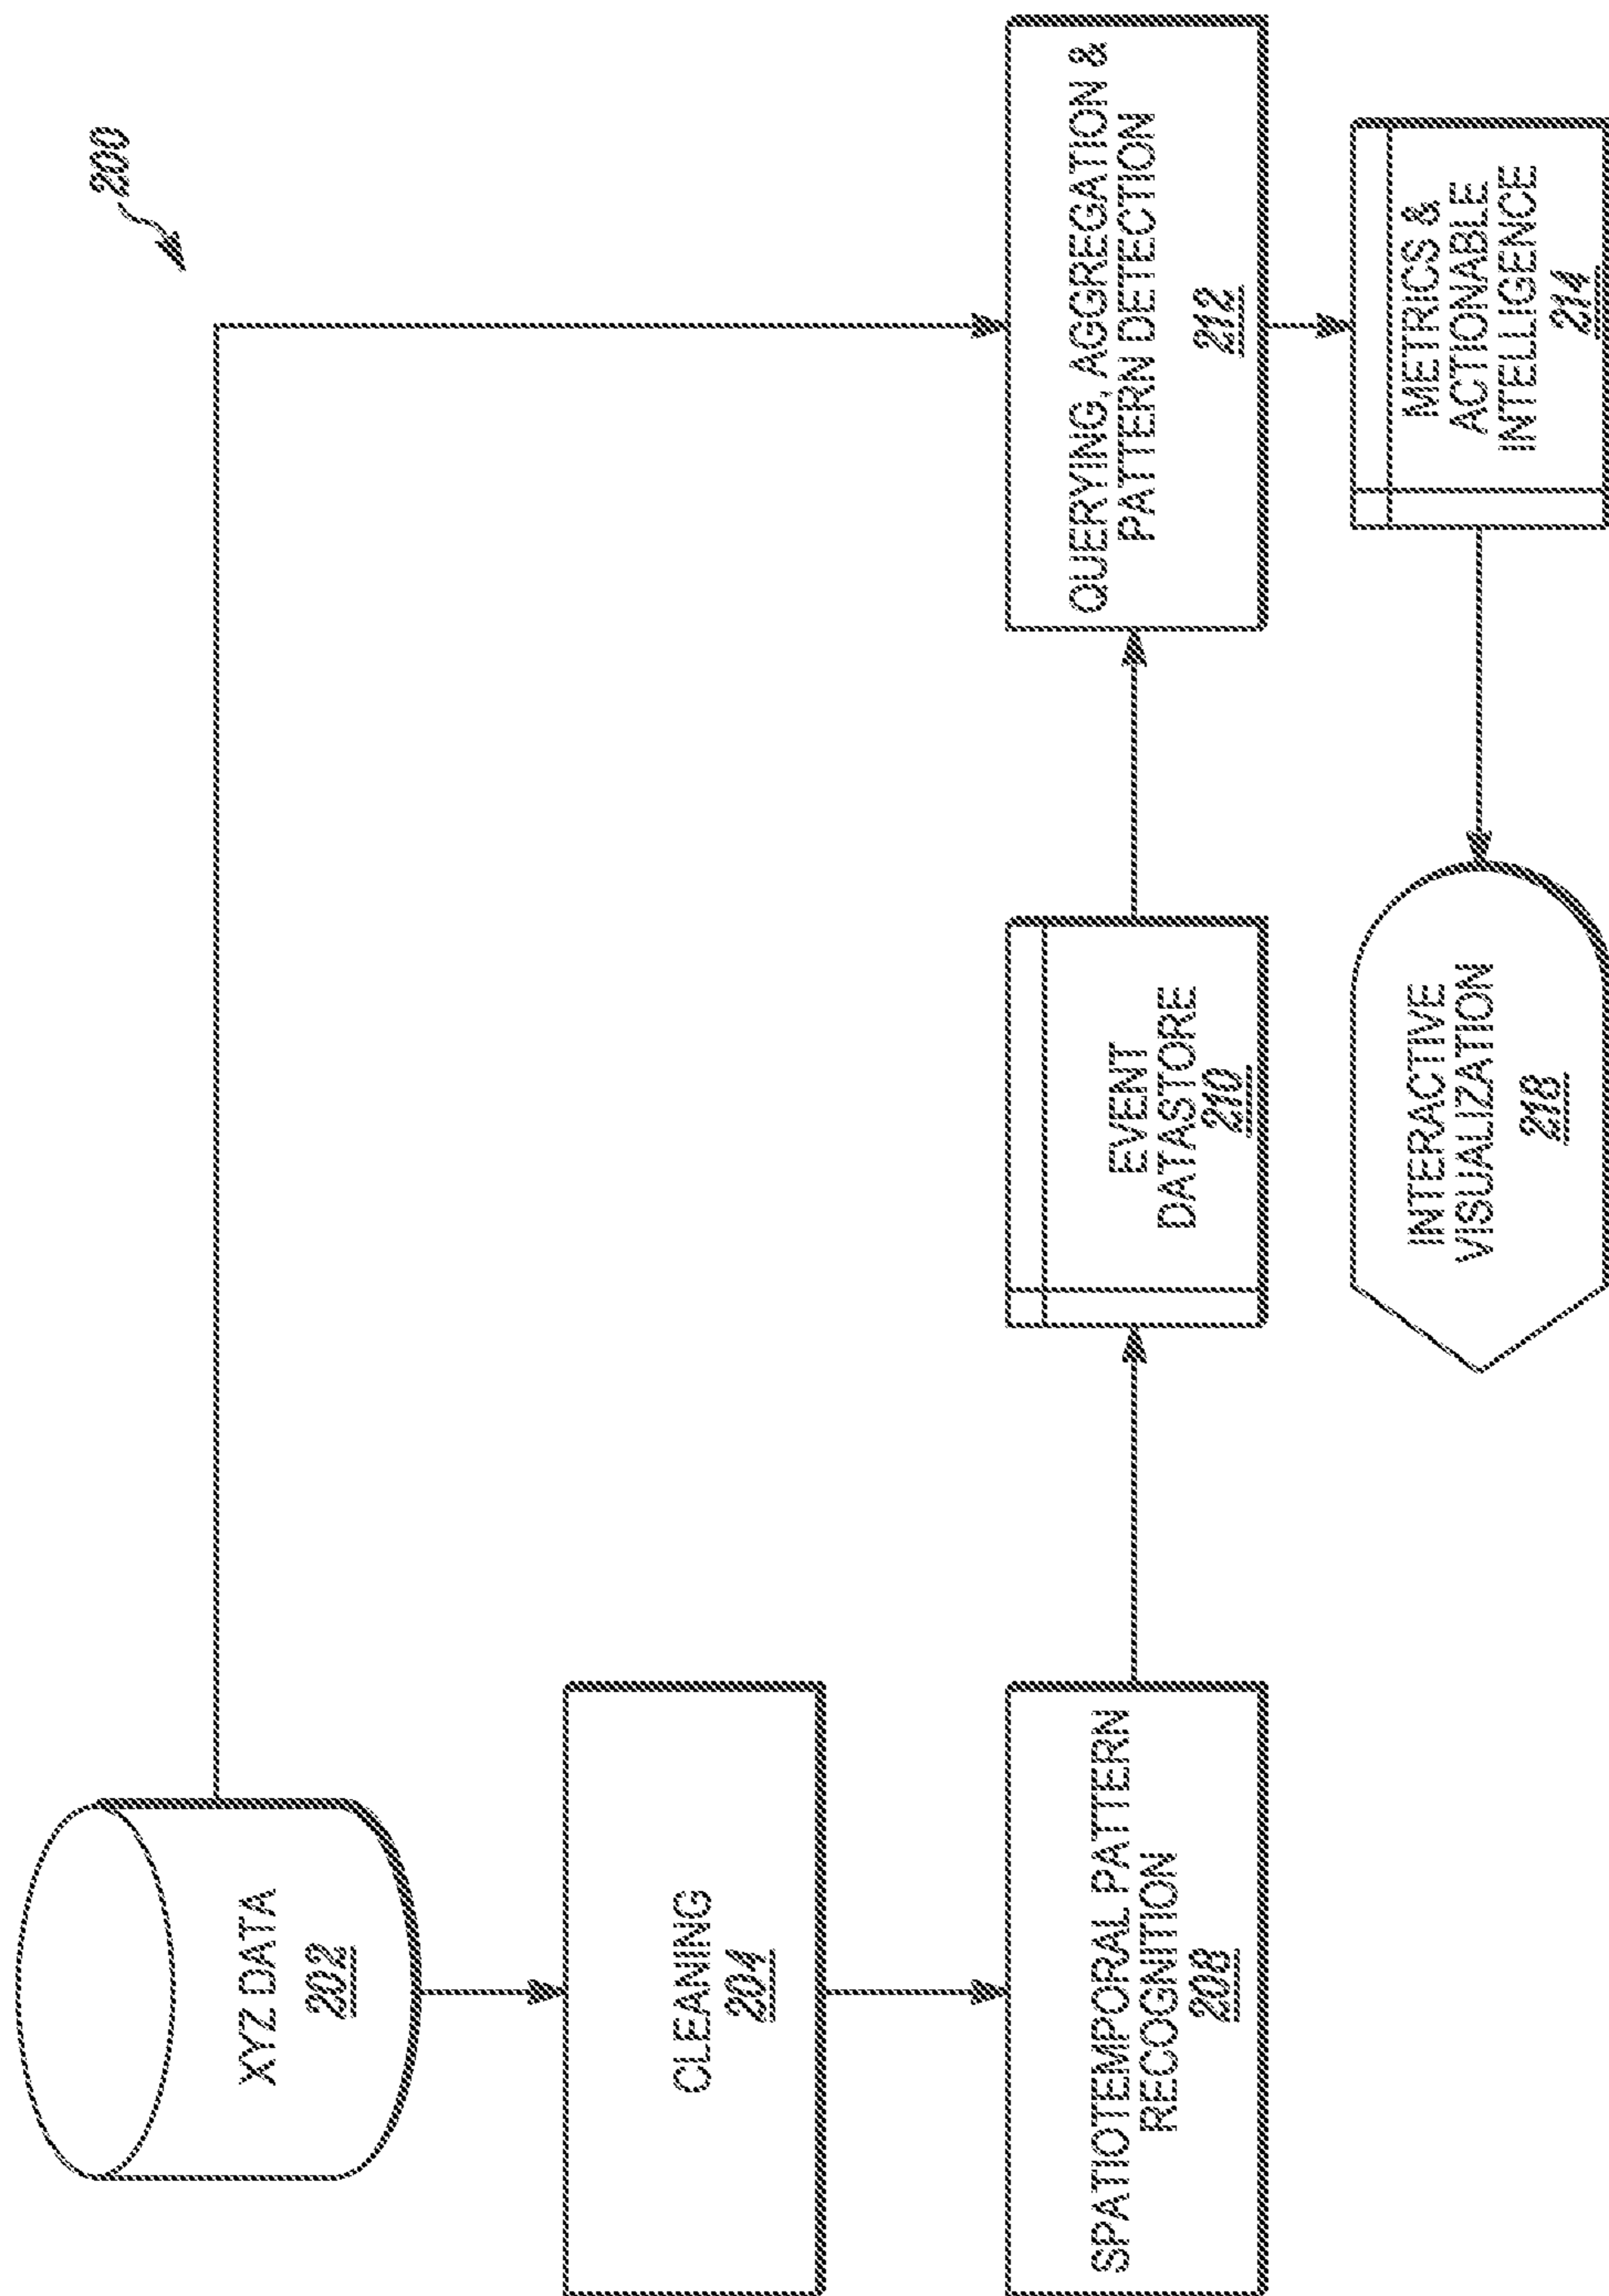 200
XYZ DATA
202
CLEANING
204
SPATIOTEMPORAL PATTERN
RECOGNITION
208
EVENT
DATASTORE
210
QUERYING, AGGREGATION &
PATTERN DETECTION
212
METRICS &
ACTIONABLE
INTELLIGENCE
214
INTERACTIVE
VISUALIZATION
218